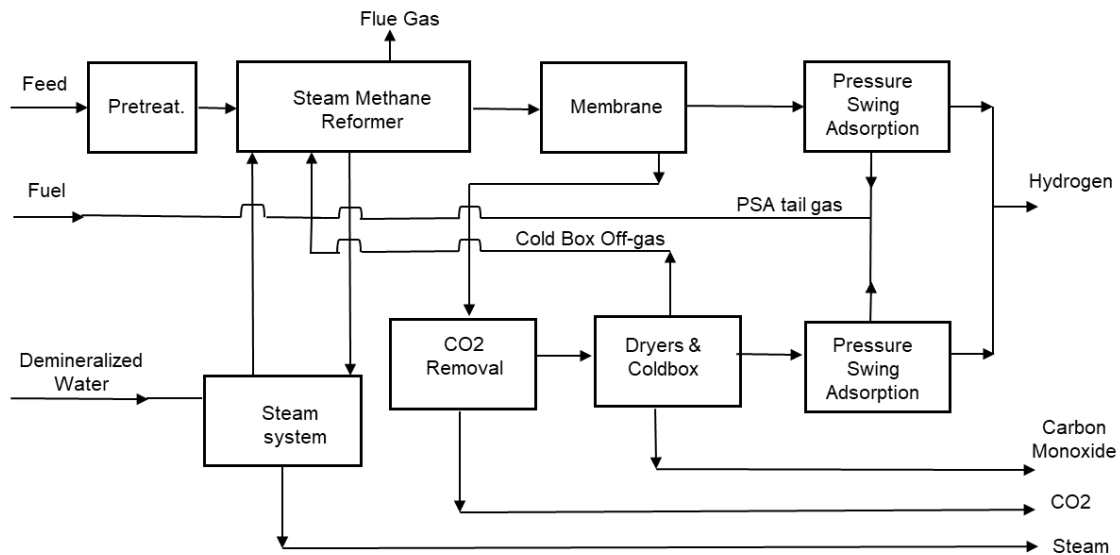 Flue Gas
Feed
Pretreat.
Steam Methane
Reformer
Membrane
Pressure
Swing
Adsorption
Fuel
PSA tail gas
Hydrogen
Cold Box Off-gas
CO2
Removal
Dryers &
Coldbox
Pressure
Swing
Adsorption
Demineralized
Water
Steam
system
Carbon
Monoxide
CO2
Steam